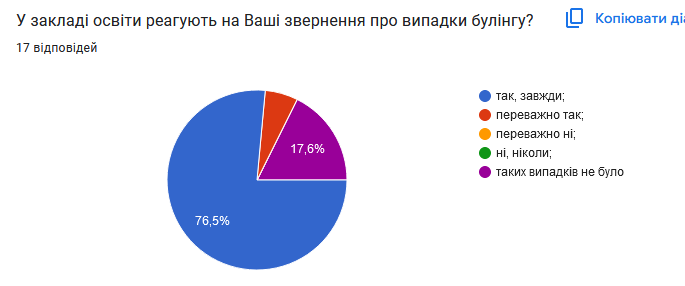 У закладі освіти реагують на Ваші звернення про випадки булінгу?
Копіювати
17 відповідей
так, завжди;
переважно так;
переважно ні;
ні, ніколи;
таких випадків не було
17,6%
76,5%